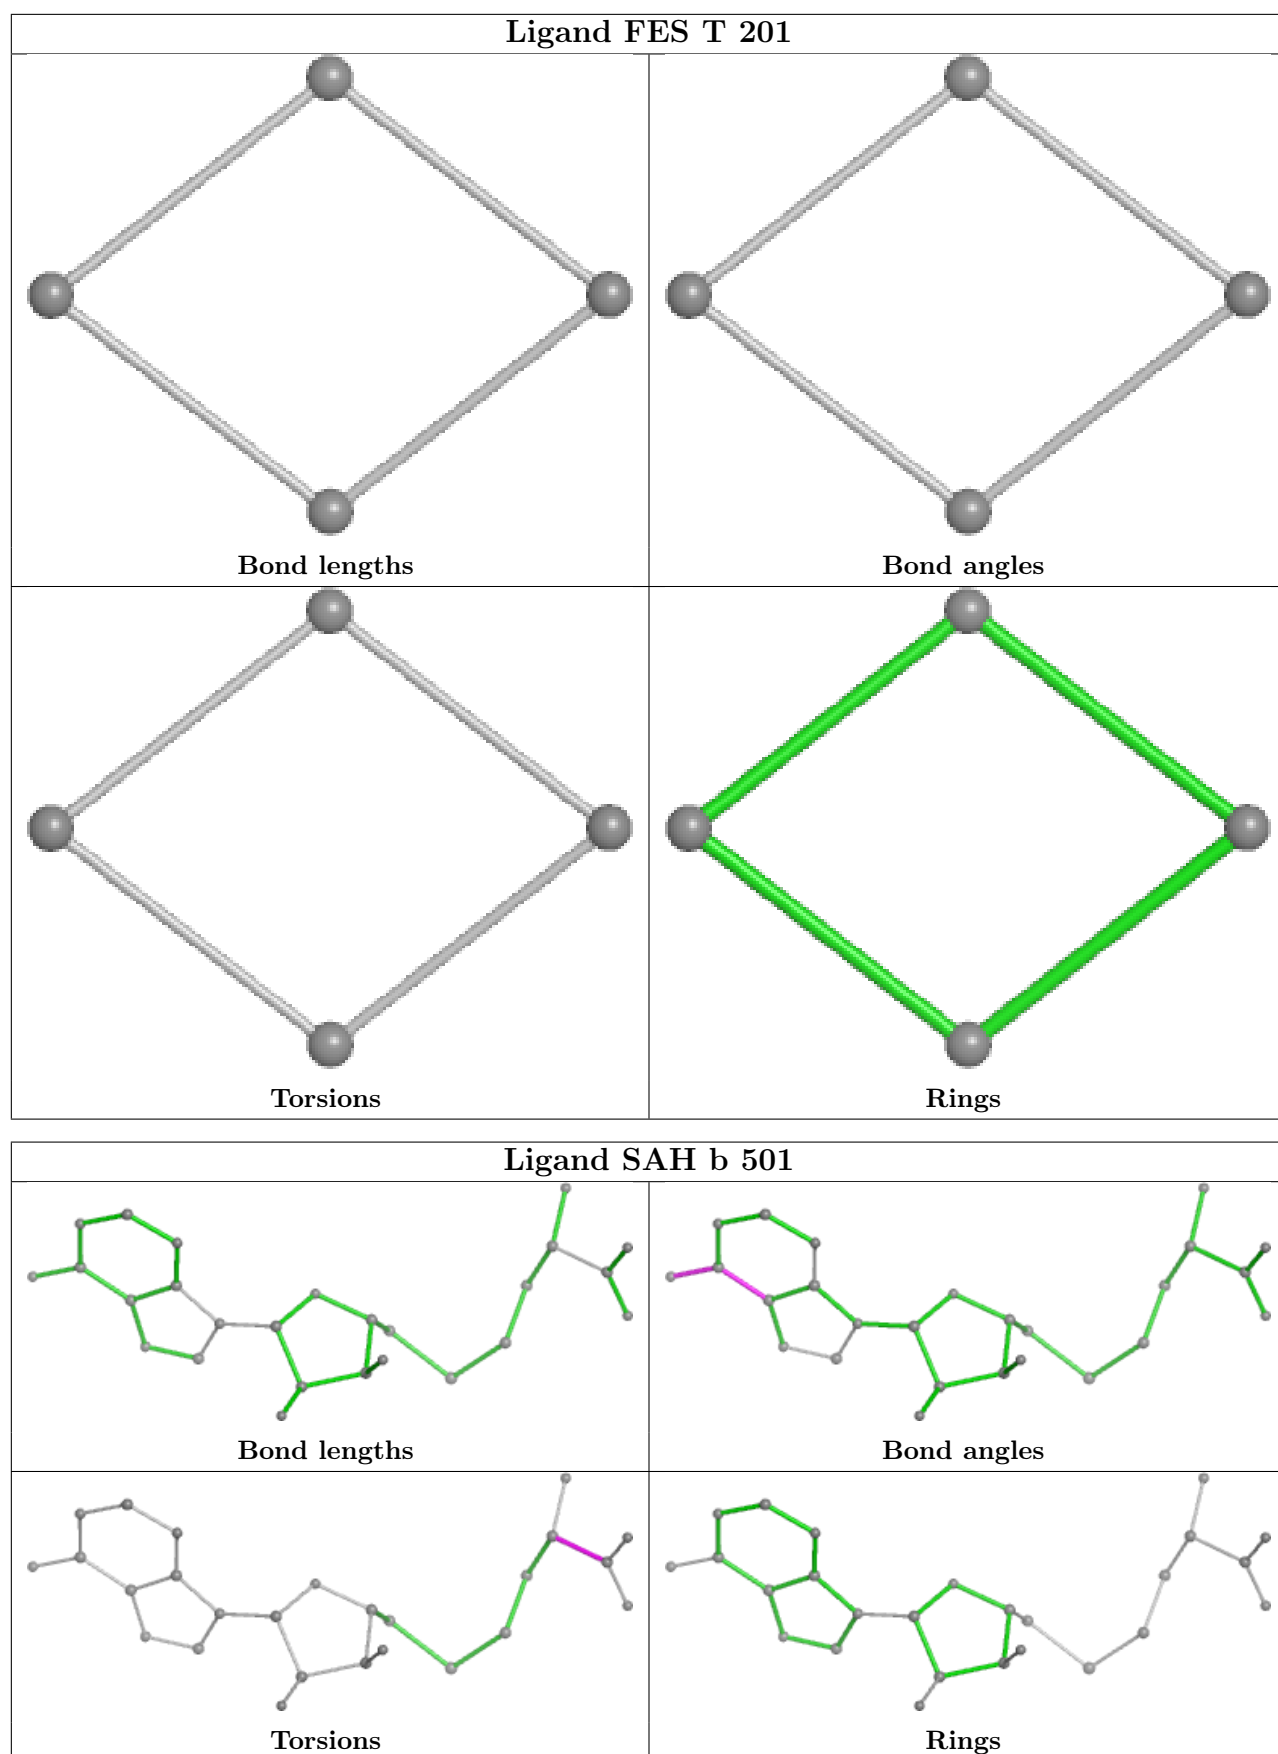 Ligand FES T 201
Bond lengths
Bond angles
Torsions
Rings
Ligand SAH b 501
Bond lengths
Bond angles
Torsions
Rings